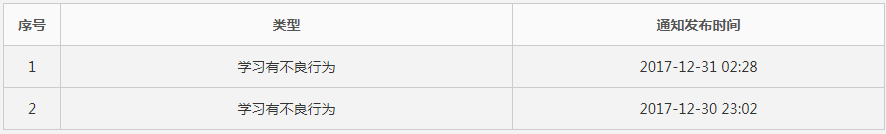 序号 类型 通知发布时间
1 学习有不良行为 2017-12-31 02:28
2 学习有不良行为 2017-12-30 23:02